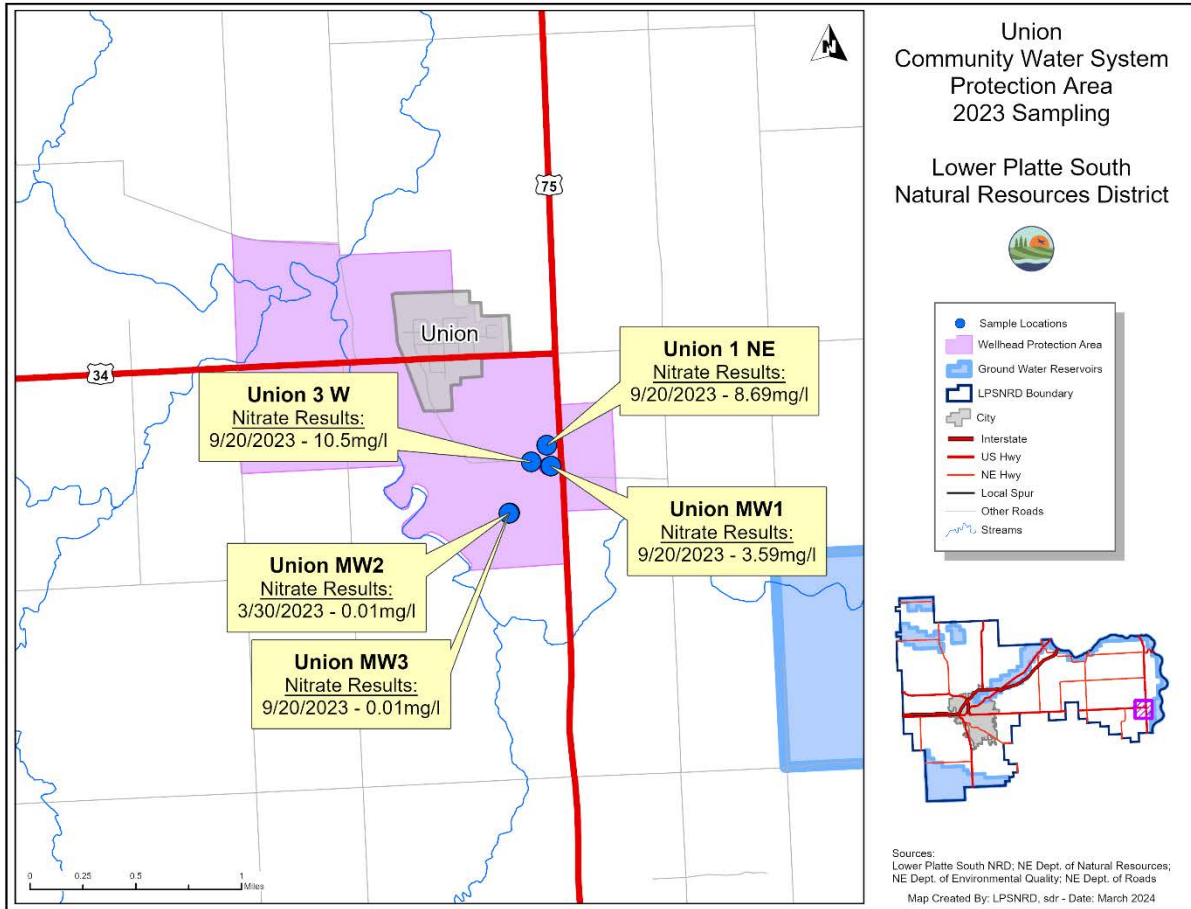 Union
Community Water System
Protection Area
2023 Sampling
Lower Platte South
Natural Resources District
N
75
Union
34
Union 1 NE
Nitrate Results:
9/20/2023 - 8.69mg/l
Union 3 W
Nitrate Results:
9/20/2023 - 10.5mg/l
Union MW1
Nitrate Results:
9/20/2023 - 3.59mg/l
Union MW2
Nitrate Results:
3/30/2023 - 0.01mg/l
Union MW3
Nitrate Results:
9/20/2023 - 0.01mg/l
0 0.25 0.5 1
Miles
Sample Locations
Wellhead Protection Area
Ground Water Reservoirs
LPSNRD Boundary
City
Interstate
US Hwy
NE Hwy
Local Spur
Other Roads
Streams
Sources:
Lower Platte South NRD; NE Dept. of Natural Resources;
NE Dept. of Environmental Quality; NE Dept. of Roads
Map Created By: LPSNRD, sdr - Date: March 2024